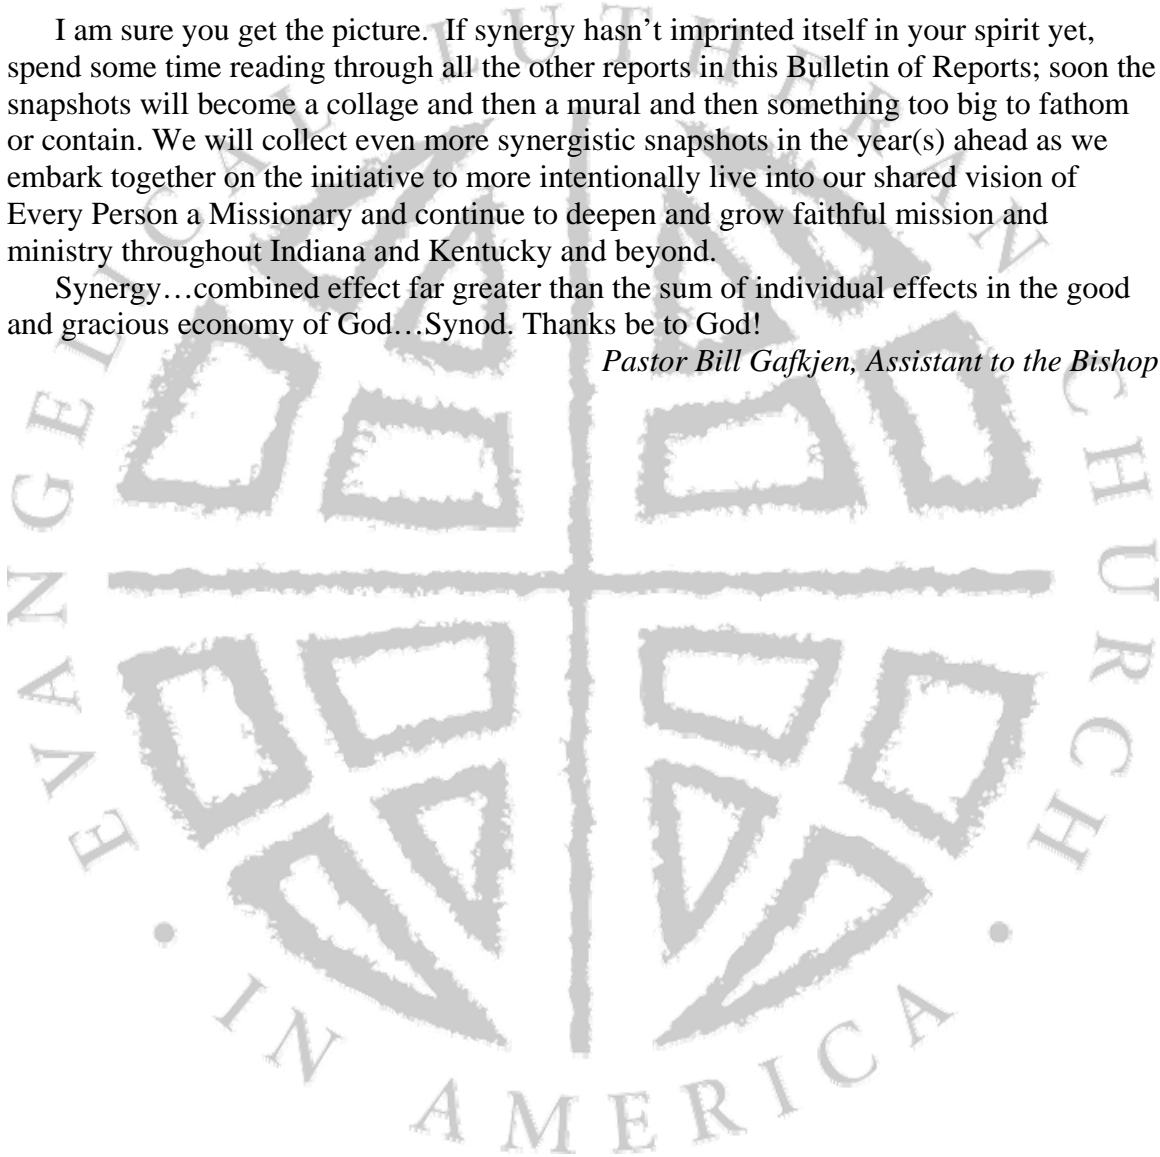 I am sure you get the picture.  If synergy hasn’t imprinted itself in your spirit yet,
spend some time reading through all the other reports in this Bulletin of Reports; soon the
snapshots will become a collage and then a mural and then something too big to fathom
or contain. We will collect even more synergistic snapshots in the year(s) ahead as we
embark together on the initiative to more intentionally live into our shared vision of
Every Person a Missionary and continue to deepen and grow faithful mission and
ministry throughout Indiana and Kentucky and beyond.
Synergy…combined effect far greater than the sum of individual effects in the good
and gracious economy of God…Synod. Thanks be to God!
Pastor Bill Gafkjen, Assistant to the Bishop
EVANGELICAL LUTHERAN CHURCH
• IN AMERICA •